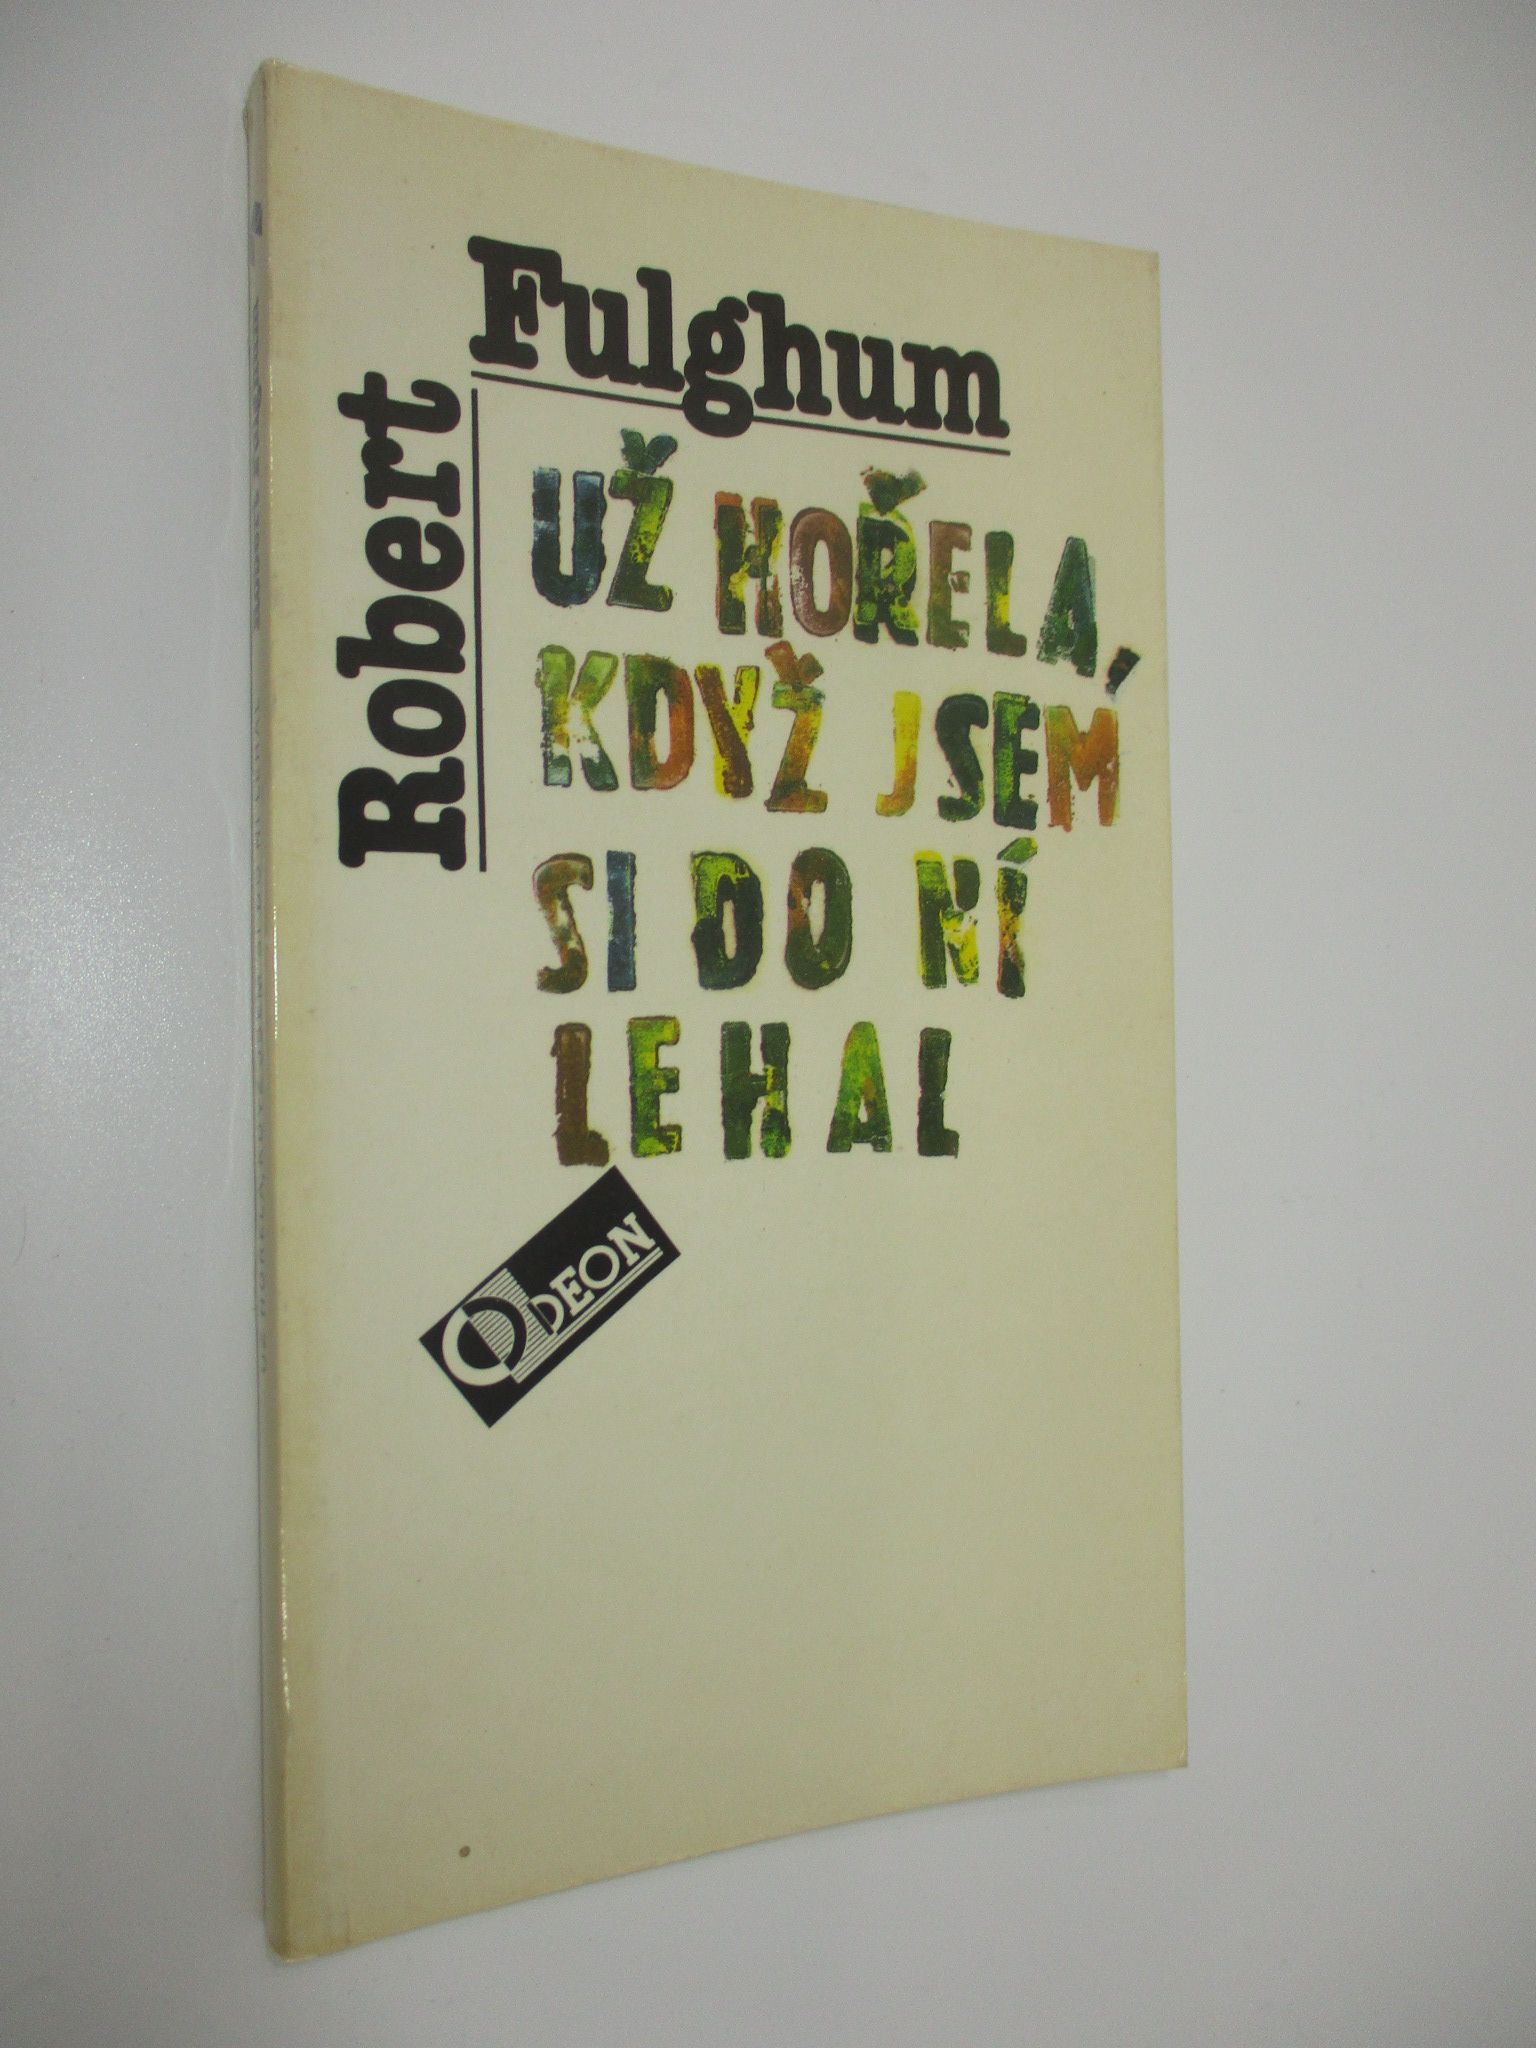 Robert
Fulghum
UŽ HOŘELA,
KDYŽ JSEM
SI DO NÍ
LEHAL
ODEON